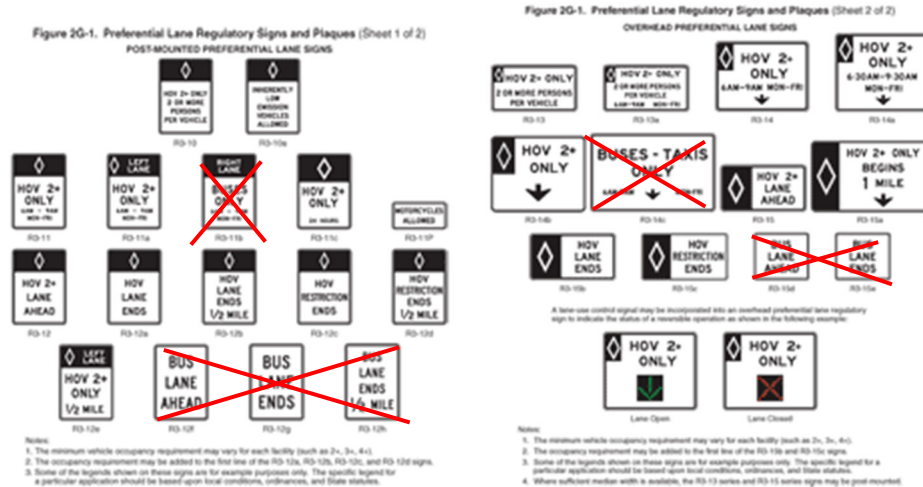 Figure 2G-1. Preferential Lane Regulatory Signs and Plaques (Sheet 1 of 2)
POST-MOUNTED PREFERENTIAL LANE SIGNS
HOV 2+ ONLY
2 OR MORE
PERSONS
PER VEHICLE
R3-10
INHERENTLY
LOW
EMISSION
VEHICLES
ALLOWED
R3-10a
HOV 2+
ONLY
6AM - 9AM
MON-FRI
R3-11
LEFT
LANE
HOV 2+
ONLY
6AM - 9AM
MON-FRI
R3-11a
RIGHT
LANE
BUSES
ONLY
R3-11b
HOV 2+
ONLY
24 HOURS
R3-11c
MOTORCYCLES
ALLOWED
R3-11P
HOV 2+
LANE
AHEAD
R3-12
HOV
LANE
ENDS
R3-12a
HOV
LANE
ENDS
1/2 MILE
R3-12b
HOV
RESTRICTION
ENDS
R3-12c
HOV
RESTRICTION
ENDS
1/2 MILE
R3-12d
LEFT
LANE
HOV 2+
ONLY
1/2 MILE
R3-12e
BUS
LANE
AHEAD
R3-12f
BUS
LANE
ENDS
R3-12g
BUS
LANE
ENDS
1/2 MILE
R3-12h
Notes:
1. The minimum vehicle occupancy requirement may vary for each facility (such as 2+, 3+, 4+).
2. The occupancy requirement may be added to the first line of the R3-12a, R3-12b, R3-12c, and R3-12d signs.
3. Some of the legends shown on these signs are for example purposes only. The specific legend for
a particular application should be based upon local conditions, ordinances, and State statutes.
Figure 2G-1. Preferential Lane Regulatory Signs and Plaques (Sheet 2 of 2)
OVERHEAD PREFERENTIAL LANE SIGNS
HOV 2+ ONLY
2 OR MORE PERSONS
PER VEHICLE
R3-13
HOV 2+ ONLY
2 OR MORE PERSONS
PER VEHICLE
6AM-9AM MON-FRI
R3-13a
HOV 2+
ONLY
6AM-9AM MON-FRI
R3-14
HOV 2+
ONLY
6:30AM-9:30AM
MON-FRI
R3-14a
HOV 2+
ONLY
R3-14b
BUSES - TAXIS
ONLY
6AM-9AM MON-FRI
R3-14c
HOV 2+
LANE
AHEAD
R3-15
HOV 2+ ONLY
BEGINS
1 MILE
R3-15a
HOV
LANE
ENDS
R3-15b
HOV
RESTRICTION
ENDS
R3-15c
BUS
LANE
AHEAD
R3-15d
BUS
LANE
ENDS
R3-15e
A lane-use control signal may be incorporated into an overhead preferential lane regulatory
sign to indicate the status of a reversible operation as shown in the following example:
HOV 2+
ONLY
Lane Open
HOV 2+
ONLY
Lane Closed
Notes:
1. The minimum vehicle occupancy requirement may vary for each facility (such as 2+, 3+, 4+).
2. The occupancy requirement may be added to the first line of the R3-15b and R3-15c signs.
3. Some of the legends shown on these signs are for example purposes only. The specific legend for a
particular application should be based upon local conditions, ordinances, and State statutes.
4. Where sufficient median width is available, the R3-13 series and R3-15 series signs may be post-mounted.